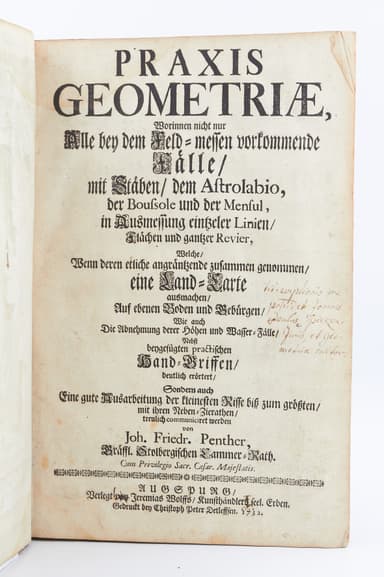 PRAXIS
GEOMETRIÆ,
Worinnen nicht nur
Alle bey dem Feld-messen vorkommende
Fälle/
mit Stäben/ dem Astrolabio,
der Boussole und der Mensul,
in Ausmessung eintzeler Linien/
Flächen und gantzer Revier,
Welche/
Wenn deren etliche angräntzende zusammen genommen/
eine Land-Carte
ausmachen/
Auf ebenen Boden und Gebürgen/
Wie auch
Die Abnehmung derer Höhen und Wasser-Fälle/
Nebst
beygefügten practischen
Hand-Griffen/
deutlich erörtert/
Sondern auch
Eine gute Ausarbeitung der kleinesten Risse biß zum größten/
mit ihren Neben-Zierathen/
treulich communiciret werden
von
Joh. Friedr. Penther,
Gräffl. Stolbergischen Cammer-Rath.
Cum Privilegio Sacr. Cæsar. Majestatis.
AUGSPURG/
Verlegt Jeremias Wolffs/ Kunsthändlers seel. Erben.
Gedruckt bey Christoph Peter Detleffsen.